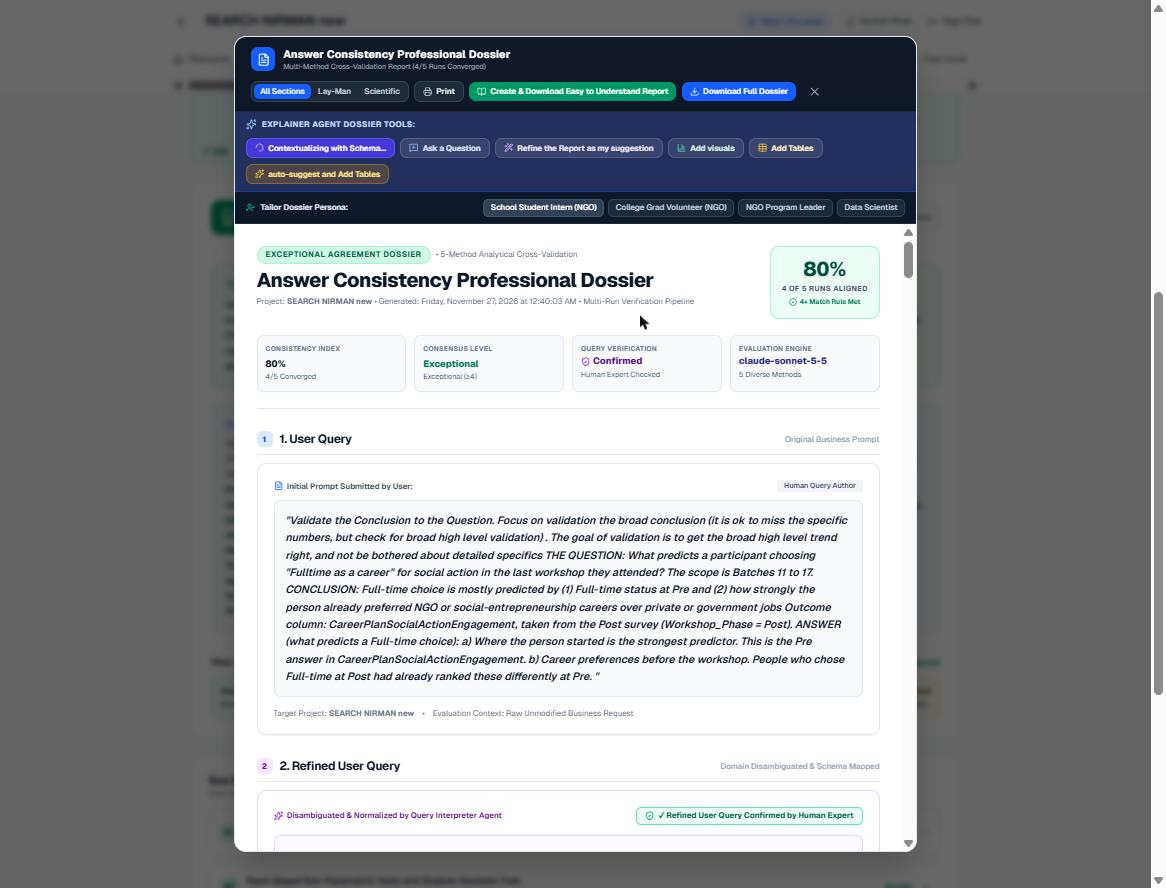 SEARCH NIRMAN new
Sign Out
Welcome
Answer Consistency Professional Dossier
Multi-Method Cross-Validation Report (4/5 Runs Converged)
All Sections
Lay-Man
Scientific
Print
Create & Download Easy to Understand Report
Download Full Dossier
EXPLAINER AGENT DOSSIER TOOLS:
Contextualizing with Schema...
Ask a Question
Refine the Report as my suggestion
Add visuals
Add Tables
auto-suggest and Add Tables
Tailor Dossier Persona:
School Student Intern (NGO)
College Grad Volunteer (NGO)
NGO Program Leader
Data Scientist
EXCEPTIONAL AGREEMENT DOSSIER
• 5-Method Analytical Cross-Validation
Answer Consistency Professional Dossier
Project: SEARCH NIRMAN new • Generated: Friday, November 27, 2026 at 12:40:03 AM • Multi-Run Verification Pipeline
80%
4 OF 5 RUNS ALIGNED
4+ Match Rule Met
CONSISTENCY INDEX
80%
4/5 Converged
CONSENSUS LEVEL
Exceptional
Exceptional (≥4)
QUERY VERIFICATION
Confirmed
Human Expert Checked
EVALUATION ENGINE
claude-sonnet-5-5
5 Diverse Methods
1
1. User Query
Original Business Prompt
Initial Prompt Submitted by User:
Human Query Author
"Validate the Conclusion to the Question. Focus on validation the broad conclusion (it is ok to miss the specific
numbers, but check for broad high level validation) . The goal of validation is to get the broad high level trend
right, and not be bothered about detailed specifics THE QUESTION: What predicts a participant choosing
"Fulltime as a career" for social action in the last workshop they attended? The scope is Batches 11 to 17.
CONCLUSION: Full-time choice is mostly predicted by (1) Full-time status at Pre and (2) how strongly the
person already preferred NGO or social-entrepreneurship careers over private or government jobs Outcome
column: CareerPlanSocialActionEngagement, taken from the Post survey (Workshop_Phase = Post). ANSWER
(what predicts a Full-time choice): a) Where the person started is the strongest predictor. This is the Pre
answer in CareerPlanSocialActionEngagement. b) Career preferences before the workshop. People who chose
Full-time at Post had already ranked these differently at Pre. "
Target Project: SEARCH NIRMAN new • Evaluation Context: Raw Unmodified Business Request
2
2. Refined User Query
Domain Disambiguated & Schema Mapped
Disambiguated & Normalized by Query Interpreter Agent
✓ Refined User Query Confirmed by Human Expert